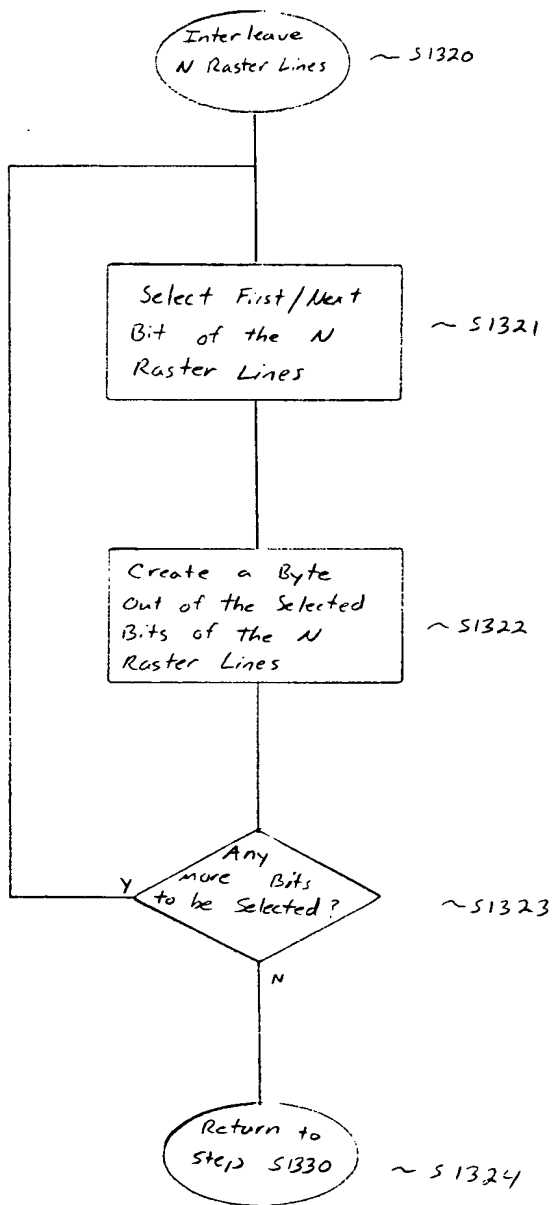 Interleave
N Raster Lines
~ S1320
Select First/Next
Bit of the N
Raster Lines
~ S1321
Create a Byte
Out of the Selected
Bits of the N
Raster Lines
~ S1322
Any
more Bits
to be Selected?
~ S1323
Y
N
Return to
Step S1330
~ S1324